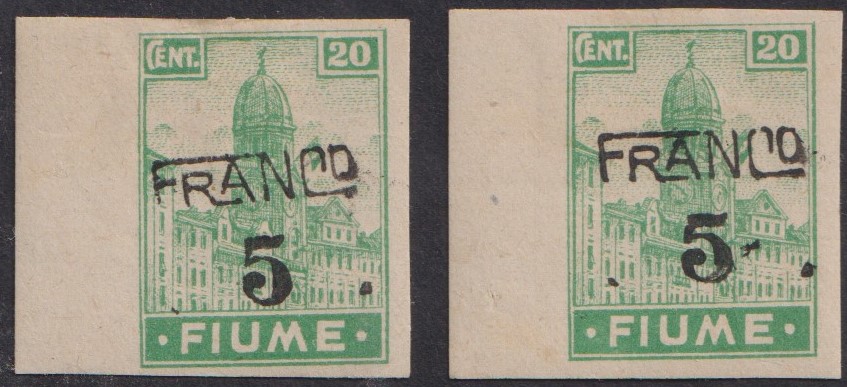 CENT. 20
FRANCO
5
· FIUME ·
CENT. 20
FRANCO
5
· FIUME ·